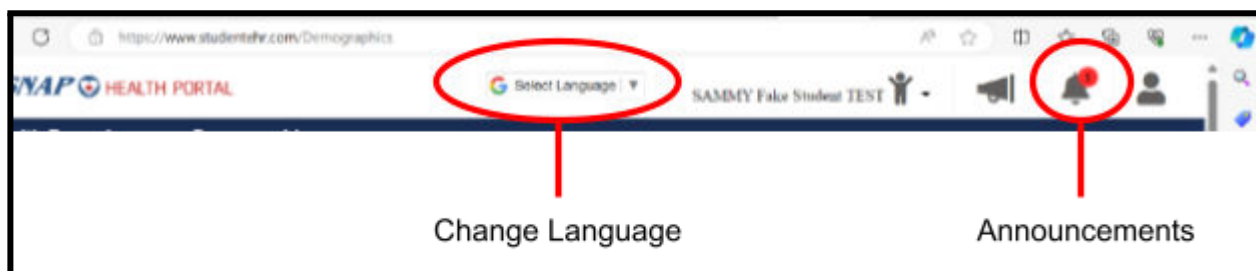 https://www.studentehr.com/Demographics
SNAP HEALTH PORTAL
G Select Language ▼
SAMMY Fake Student TEST
1
Change Language
Announcements